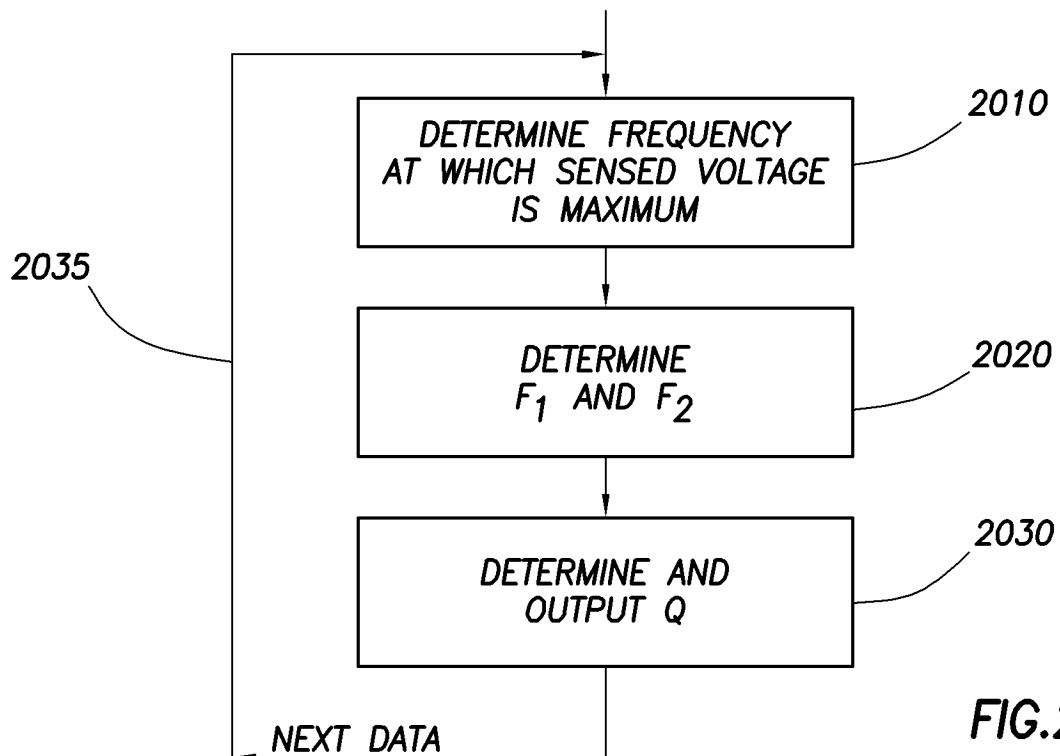 2010
DETERMINE FREQUENCY
AT WHICH SENSED VOLTAGE
IS MAXIMUM
2035
2020
DETERMINE
F1 AND F2
2030
DETERMINE AND
OUTPUT Q
FIG.
NEXT DATA